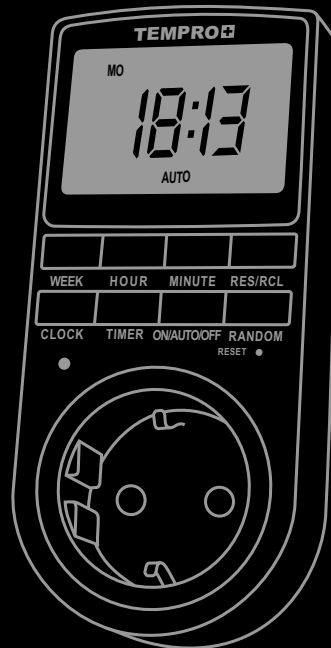 TEMPRO+
MO
18:13
AUTO
WEEK HOUR MINUTE RES/RCL
CLOCK TIMER ON/AUTO/OFF RANDOM
RESET